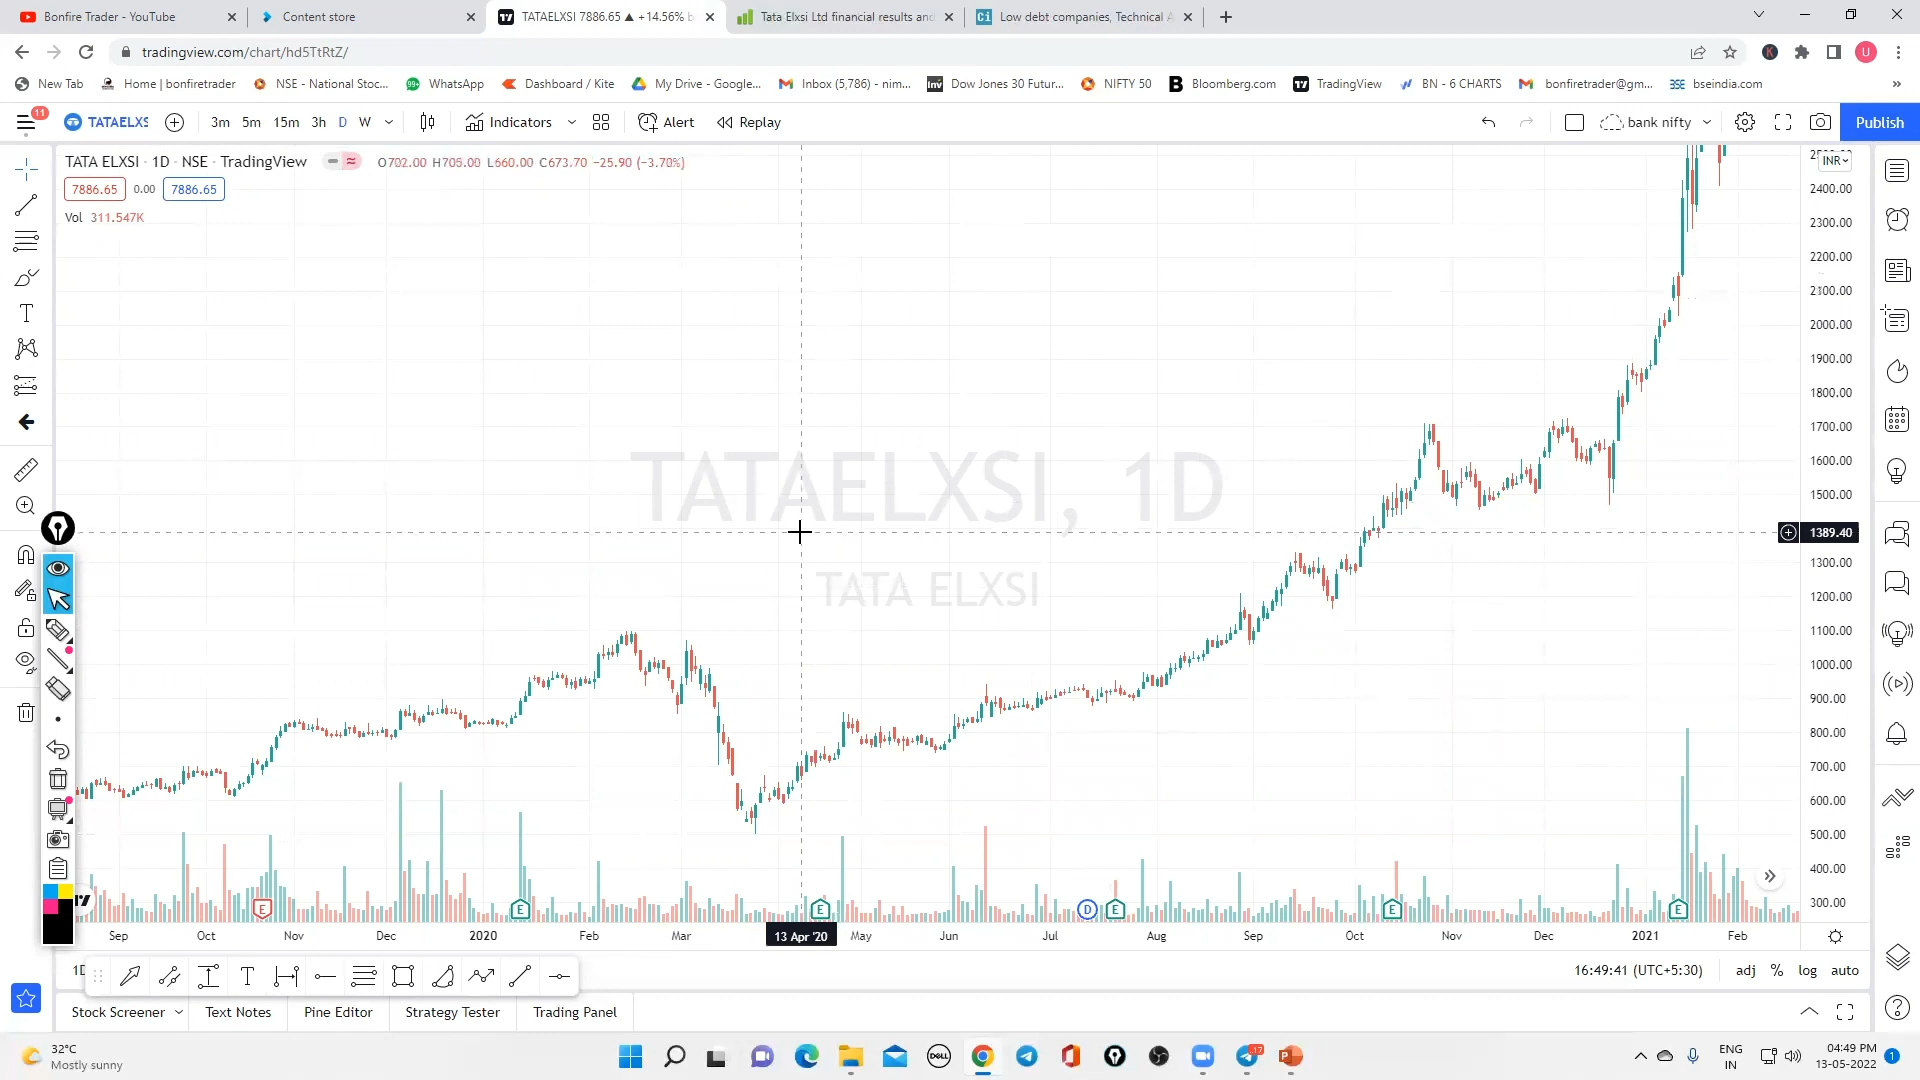 Bonfire Trader - YouTube
Content store
TATAELXSI 7886.65 ▲ +14.56% b
Tata Elxsi Ltd financial results and
Low debt companies, Technical A
tradingview.com/chart/hd5TtRtZ/
New Tab
Home | bonfiretrader
NSE - National Stoc...
WhatsApp
Dashboard / Kite
My Drive - Google...
Inbox (5,786) - nim...
Dow Jones 30 Futur...
NIFTY 50
Bloomberg.com
TradingView
BN - 6 CHARTS
bonfiretrader@gm...
bseindia.com
11
TATAELXS
3m 5m 15m 3h D W
Indicators
Alert
Replay
bank nifty
Publish
TATA ELXSI · 1D · NSE · TradingView
O702.00 H705.00 L660.00 C673.70 −25.90 (−3.70%)
INR
7886.65 0.00 7886.65
Vol 311.547K
2400.00
2300.00
2200.00
2100.00
2000.00
1900.00
1800.00
1700.00
1600.00
1500.00
1389.40
1300.00
1200.00
1100.00
1000.00
900.00
800.00
700.00
600.00
500.00
400.00
300.00
TATAELXSI, 1D
TATA ELXSI
E E E D E E E
Sep Oct Nov Dec 2020 Feb Mar 13 Apr '20 May Jun Jul Aug Sep Oct Nov Dec 2021 Feb
16:49:41 (UTC+5:30) adj % log auto
Stock Screener Text Notes Pine Editor Strategy Tester Trading Panel
32°C
Mostly sunny
DELL
17
ENG
IN
04:49 PM
13-05-2022
1